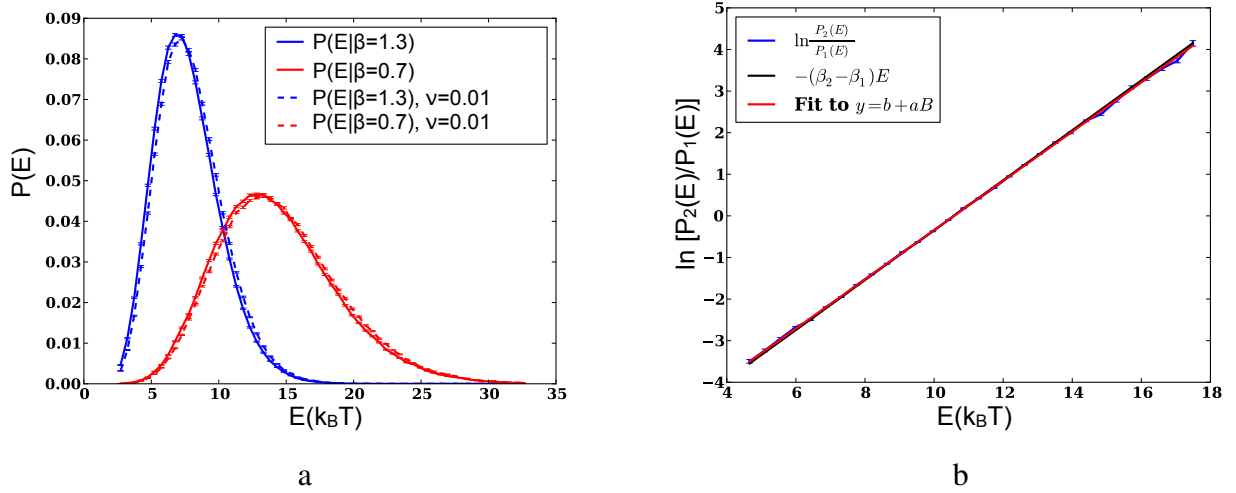 0.09
0.08
0.07
0.06
0.05
0.04
0.03
0.02
0.01
0.00
P(E)
P(E|β=1.3)
P(E|β=0.7)
P(E|β=1.3), ν=0.01
P(E|β=0.7), ν=0.01
0 5 10 15 20 25 30 35
E(k_BT)
a
5
4
3
2
1
0
−1
−2
−3
−4
ln [P_2(E)/P_1(E)]
ln P_2(E)/P_1(E)
−(β_2−β_1)E
Fit to y=b+aB
4 6 8 10 12 14 16 18
E(k_BT)
b